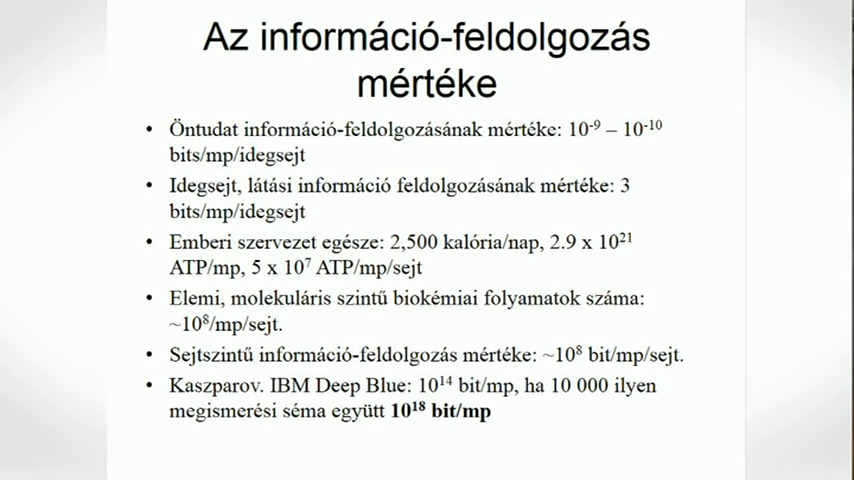 Az információ-feldolgozás
mértéke
• Öntudat információ-feldolgozásának mértéke: 10⁻⁹ – 10⁻¹⁰
bits/mp/idegsejt
• Idegsejt, látási információ feldolgozásának mértéke: 3
bits/mp/idegsejt
• Emberi szervezet egésze: 2,500 kalória/nap, 2.9 x 10²¹
ATP/mp, 5 x 10⁷ ATP/mp/sejt
• Elemi, molekuláris szintű biokémiai folyamatok száma:
~10⁸/mp/sejt.
• Sejtszintű információ-feldolgozás mértéke: ~10⁸ bit/mp/sejt.
• Kaszparov. IBM Deep Blue: 10¹⁴ bit/mp, ha 10 000 ilyen
megismerési séma együtt 10¹⁸ bit/mp